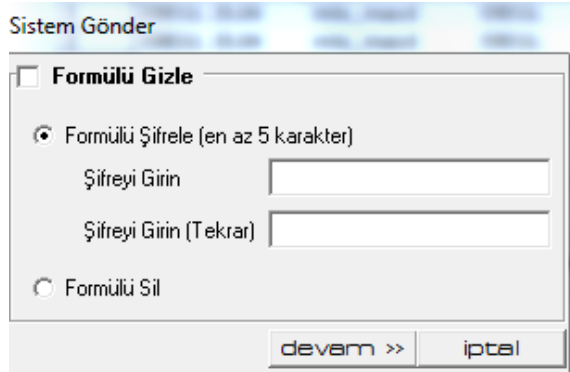 Sistem Gönder
Formülü Gizle
Formülü Şifrele (en az 5 karakter)
Şifreyi Girin
Şifreyi Girin (Tekrar)
Formülü Sil
devam >> iptal